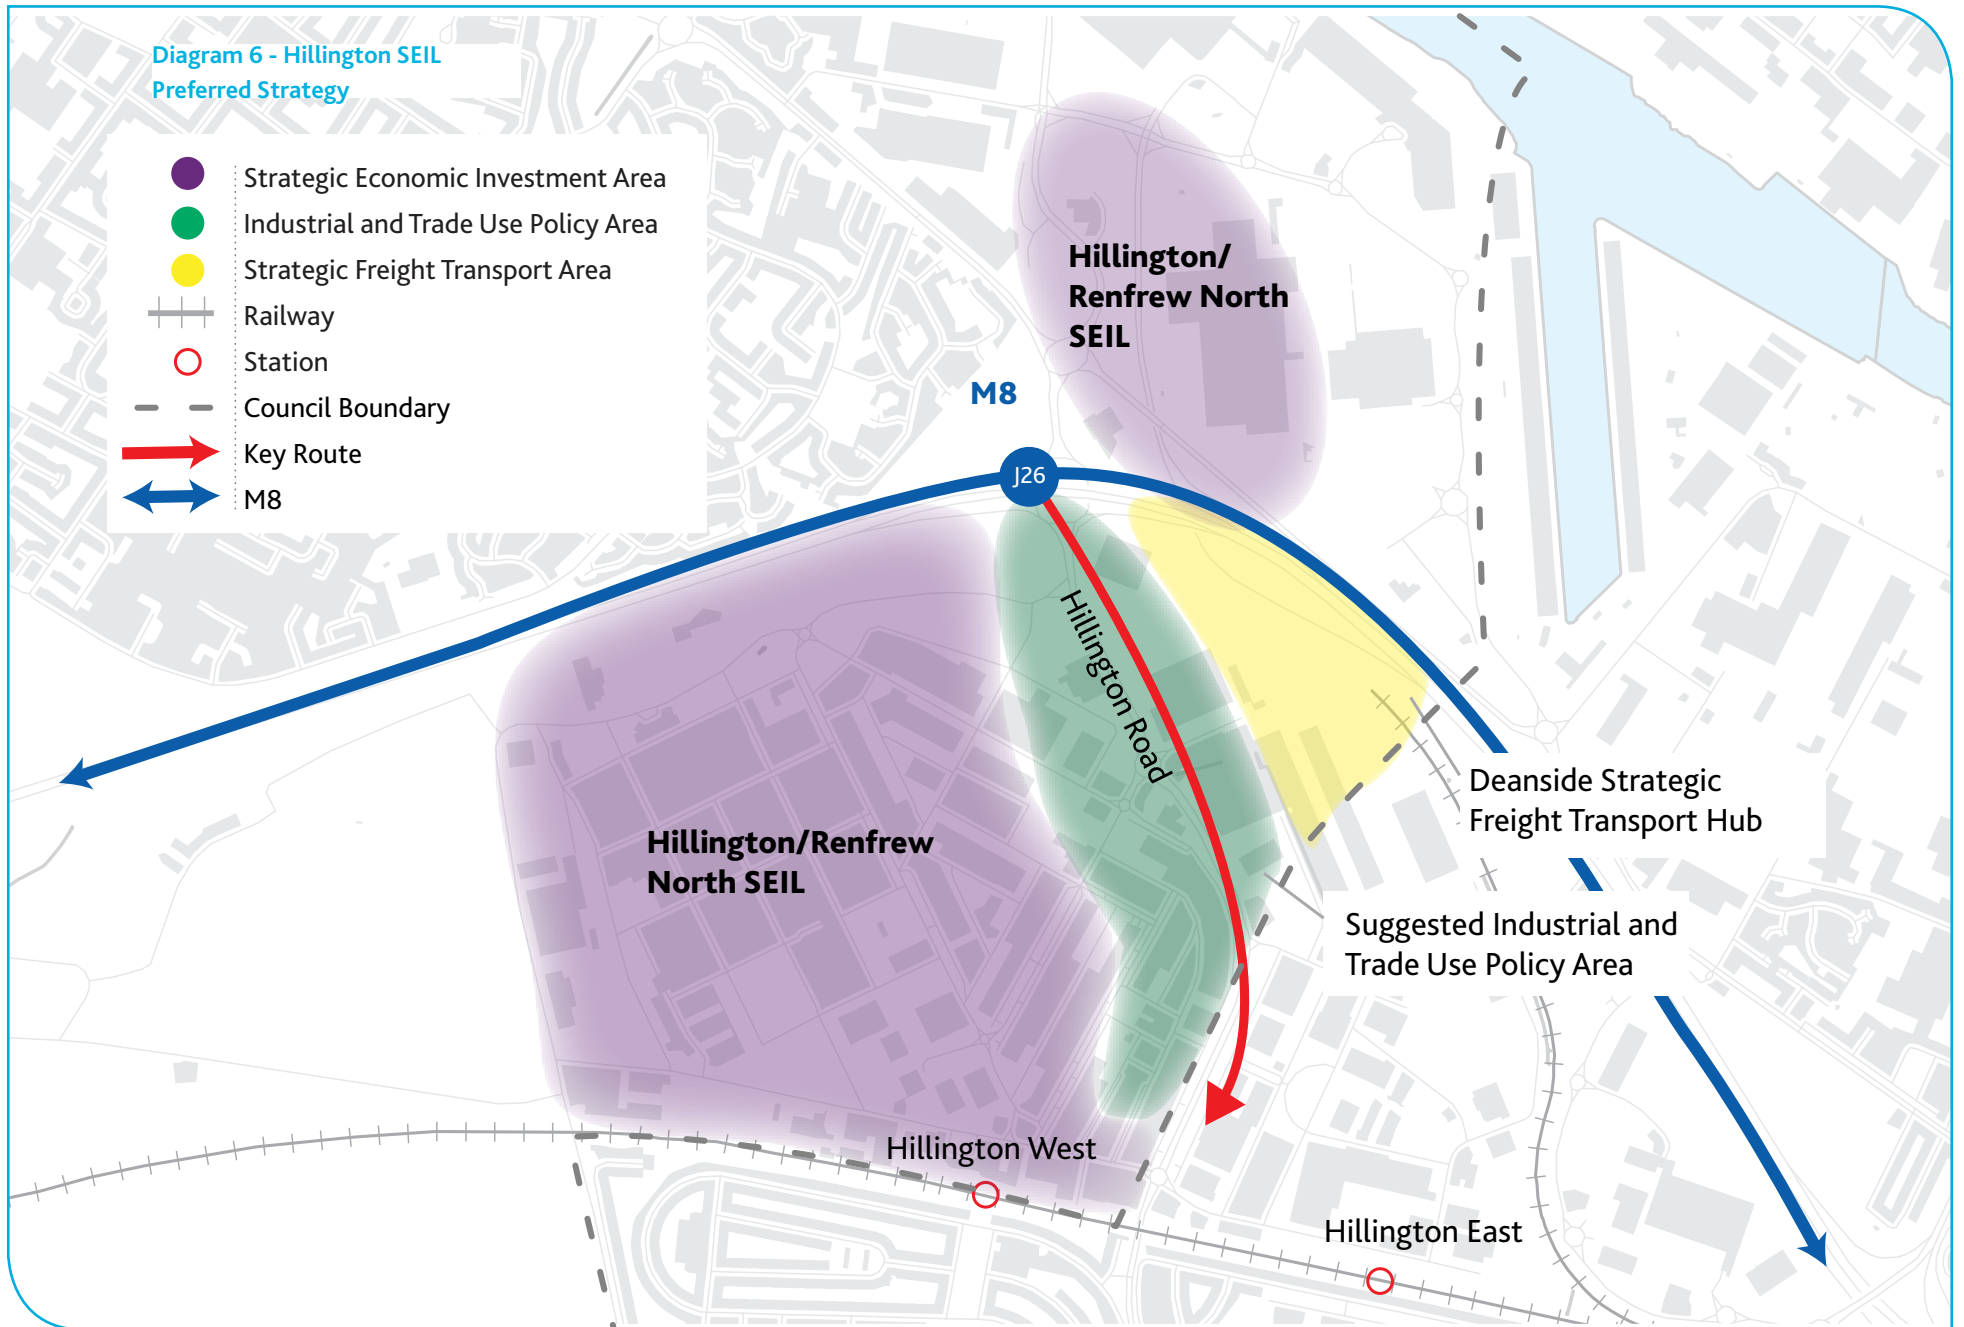 Diagram 6 - Hillington SEIL
Preferred Strategy
Strategic Economic Investment Area
Industrial and Trade Use Policy Area
Strategic Freight Transport Area
Railway
Station
Council Boundary
Key Route
M8
Hillington/
Renfrew North
SEIL
M8
J26
Hillington Road
Deanside Strategic
Freight Transport Hub
Hillington/Renfrew
North SEIL
Suggested Industrial and
Trade Use Policy Area
Hillington West
Hillington East